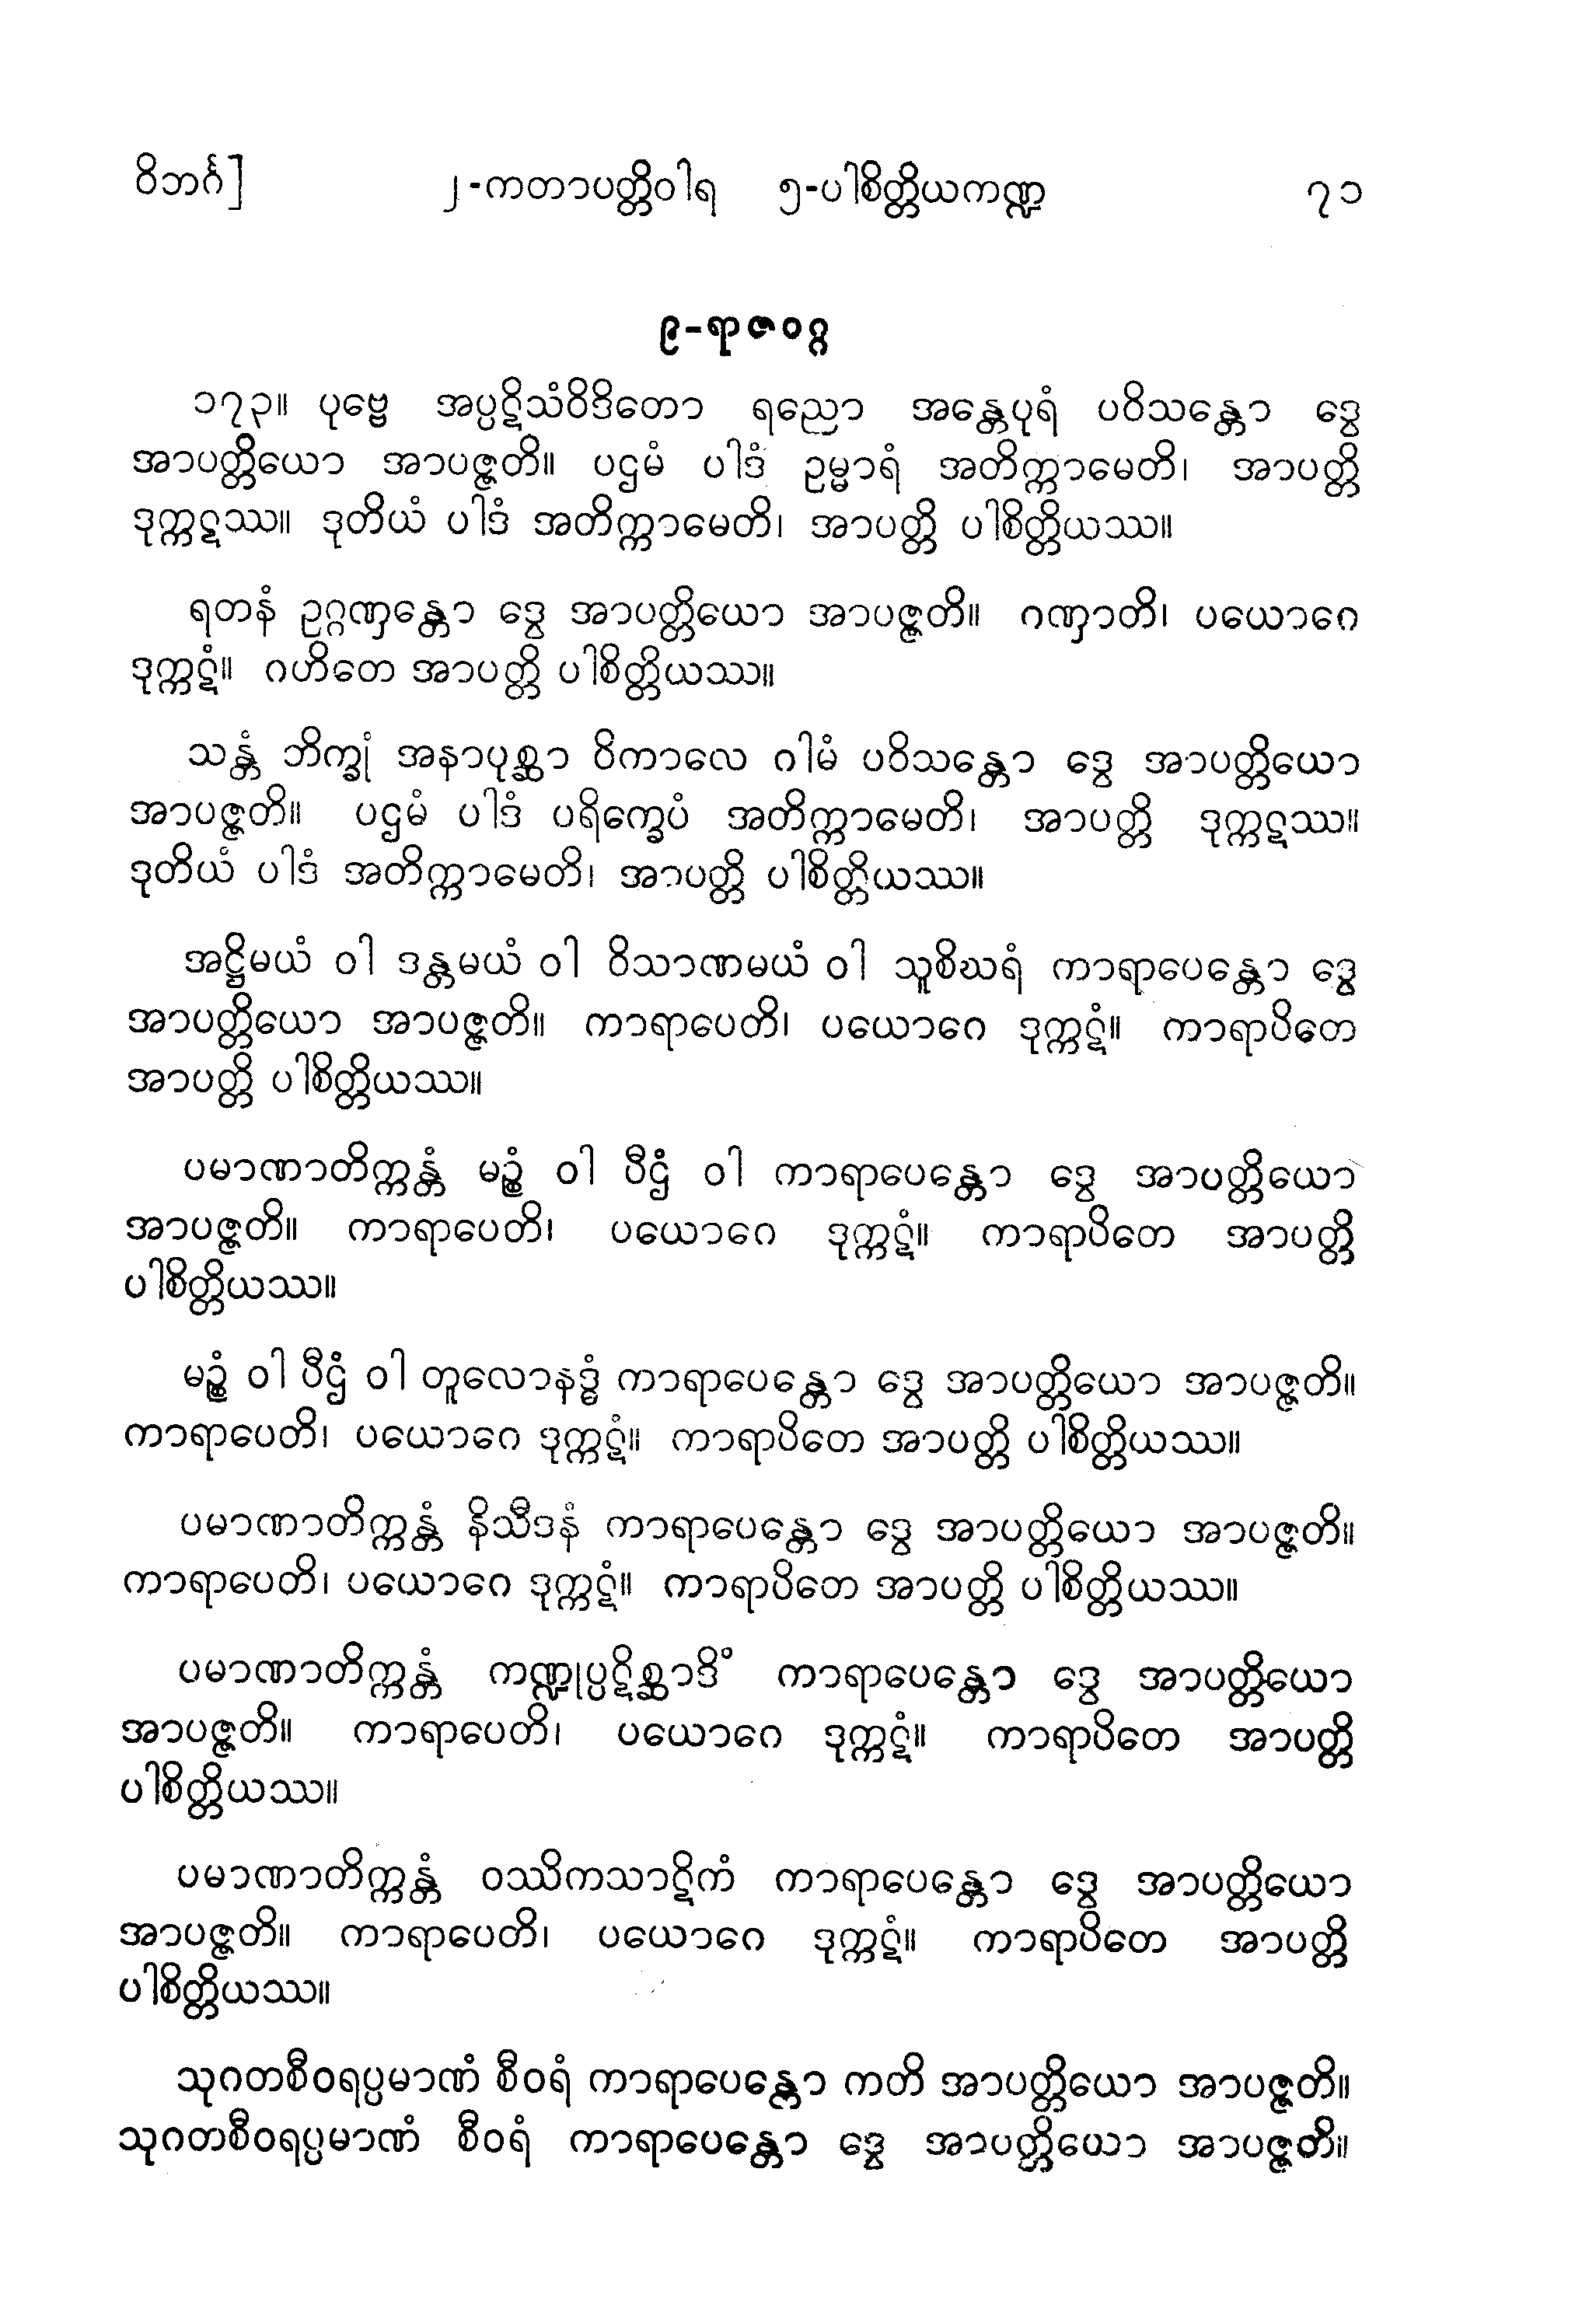 ဝိဘင်္ဂ] ၂-ကတာပတ္တိဝါရ ၅-ပါစိတ္တိယကဏ္ဍ ၇၁
၉-ရာဇဝဂ္ဂ
၁၇၃။ ပုဗ္ဗေ အပ္ပဋိသံဝိဒိတော ရညော အန္တေပုရံ ပဝိသန္တော ဒွေ
အာပတ္တိယော အာပဇ္ဇတိ။ ပဌမံ ပါဒံ ဥမ္မာရံ အတိက္ကာမေတိ၊ အာပတ္တိ
ဒုက္ကဋဿ။ ဒုတိယံ ပါဒံ အတိက္ကာမေတိ၊ အာပတ္တိ ပါစိတ္တိယဿ။
ရတနံ ဥဂ္ဂဏှန္တော ဒွေ အာပတ္တိယော အာပဇ္ဇတိ။ ဂဏှာတိ၊ ပယောဂေ
ဒုက္ကဋံ။ ဂဟိတေ အာပတ္တိ ပါစိတ္တိယဿ။
သန္တံ ဘိက္ခုံ အနာပုစ္ဆာ ဝိကာလေ ဂါမံ ပဝိသန္တော ဒွေ အာပတ္တိယော
အာပဇ္ဇတိ။ ပဌမံ ပါဒံ ပရိက္ခေပံ အတိက္ကာမေတိ၊ အာပတ္တိ ဒုက္ကဋဿ။
ဒုတိယံ ပါဒံ အတိက္ကာမေတိ၊ အာပတ္တိ ပါစိတ္တိယဿ။
အဋ္ဌိမယံ ဝါ ဒန္တမယံ ဝါ ဝိသာဏမယံ ဝါ သူစိဃရံ ကာရာပေန္တော ဒွေ
အာပတ္တိယော အာပဇ္ဇတိ။ ကာရာပေတိ၊ ပယောဂေ ဒုက္ကဋံ။ ကာရာပိတေ
အာပတ္တိ ပါစိတ္တိယဿ။
ပမာဏာတိက္ကန္တံ မဉ္စံ ဝါ ပီဌံ ဝါ ကာရာပေန္တော ဒွေ အာပတ္တိယော
အာပဇ္ဇတိ။ ကာရာပေတိ၊ ပယောဂေ ဒုက္ကဋံ။ ကာရာပိတေ အာပတ္တိ
ပါစိတ္တိယဿ။
မဉ္စံ ဝါ ပီဌံ ဝါ တူလောနဒ္ဓံ ကာရာပေန္တော ဒွေ အာပတ္တိယော အာပဇ္ဇတိ။
ကာရာပေတိ၊ ပယောဂေ ဒုက္ကဋံ။ ကာရာပိတေ အာပတ္တိ ပါစိတ္တိယဿ။
ပမာဏာတိက္ကန္တံ နိသီဒနံ ကာရာပေန္တော ဒွေ အာပတ္တိယော အာပဇ္ဇတိ။
ကာရာပေတိ၊ ပယောဂေ ဒုက္ကဋံ။ ကာရာပိတေ အာပတ္တိ ပါစိတ္တိယဿ။
ပမာဏာတိက္ကန္တံ ကဏ္ဍုပ္ပဋိစ္ဆာဒိံ ကာရာပေန္တော ဒွေ အာပတ္တိယော
အာပဇ္ဇတိ။ ကာရာပေတိ၊ ပယောဂေ ဒုက္ကဋံ။ ကာရာပိတေ အာပတ္တိ
ပါစိတ္တိယဿ။
ပမာဏာတိက္ကန္တံ ဝဿိကသာဋိကံ ကာရာပေန္တော ဒွေ အာပတ္တိယော
အာပဇ္ဇတိ။ ကာရာပေတိ၊ ပယောဂေ ဒုက္ကဋံ။ ကာရာပိတေ အာပတ္တိ
ပါစိတ္တိယဿ။
သုဂတစီဝရပ္ပမာဏံ စီဝရံ ကာရာပေန္တော ကတိ အာပတ္တိယော အာပဇ္ဇတိ။
သုဂတစီဝရပ္ပမာဏံ စီဝရံ ကာရာပေန္တော ဒွေ အာပတ္တိယော အာပဇ္ဇတိ။